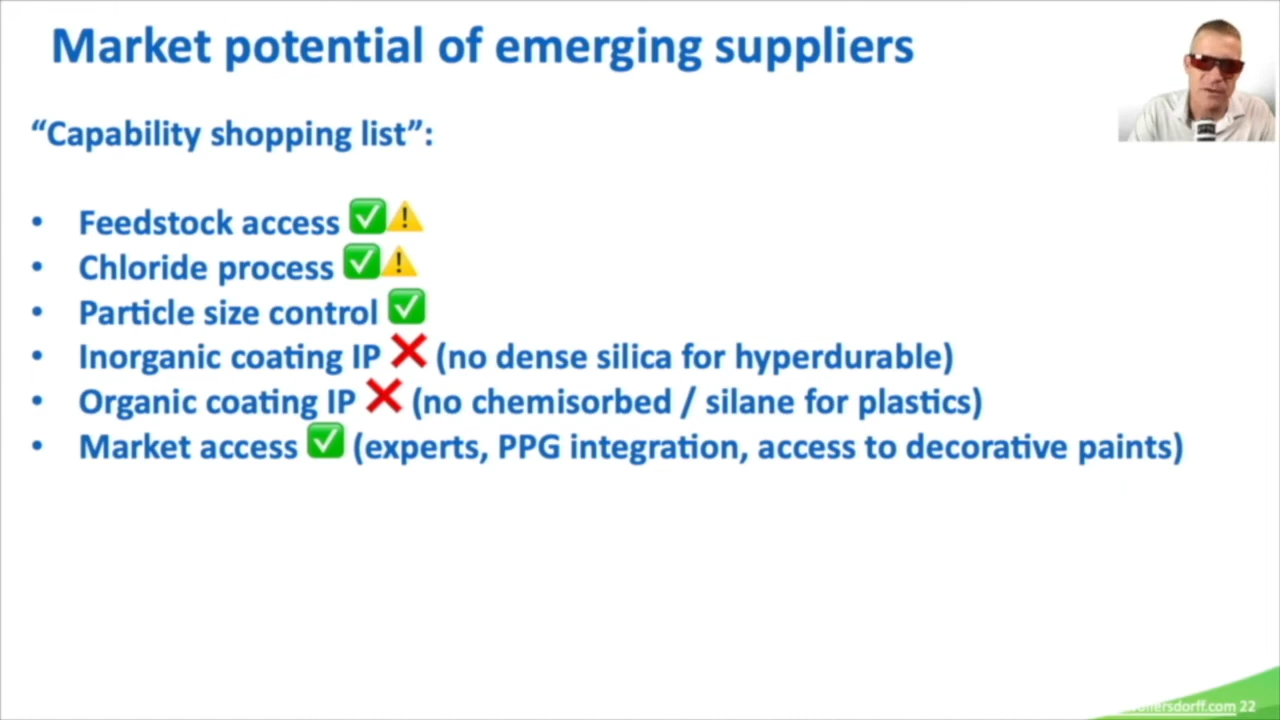 Market potential of emerging suppliers
“Capability shopping list”:
• Feedstock access ✅⚠️
• Chloride process ✅⚠️
• Particle size control ✅
• Inorganic coating IP ❌ (no dense silica for hyperdurable)
• Organic coating IP ❌ (no chemisorbed / silane for plastics)
• Market access ✅ (experts, PPG integration, access to decorative paints)
22